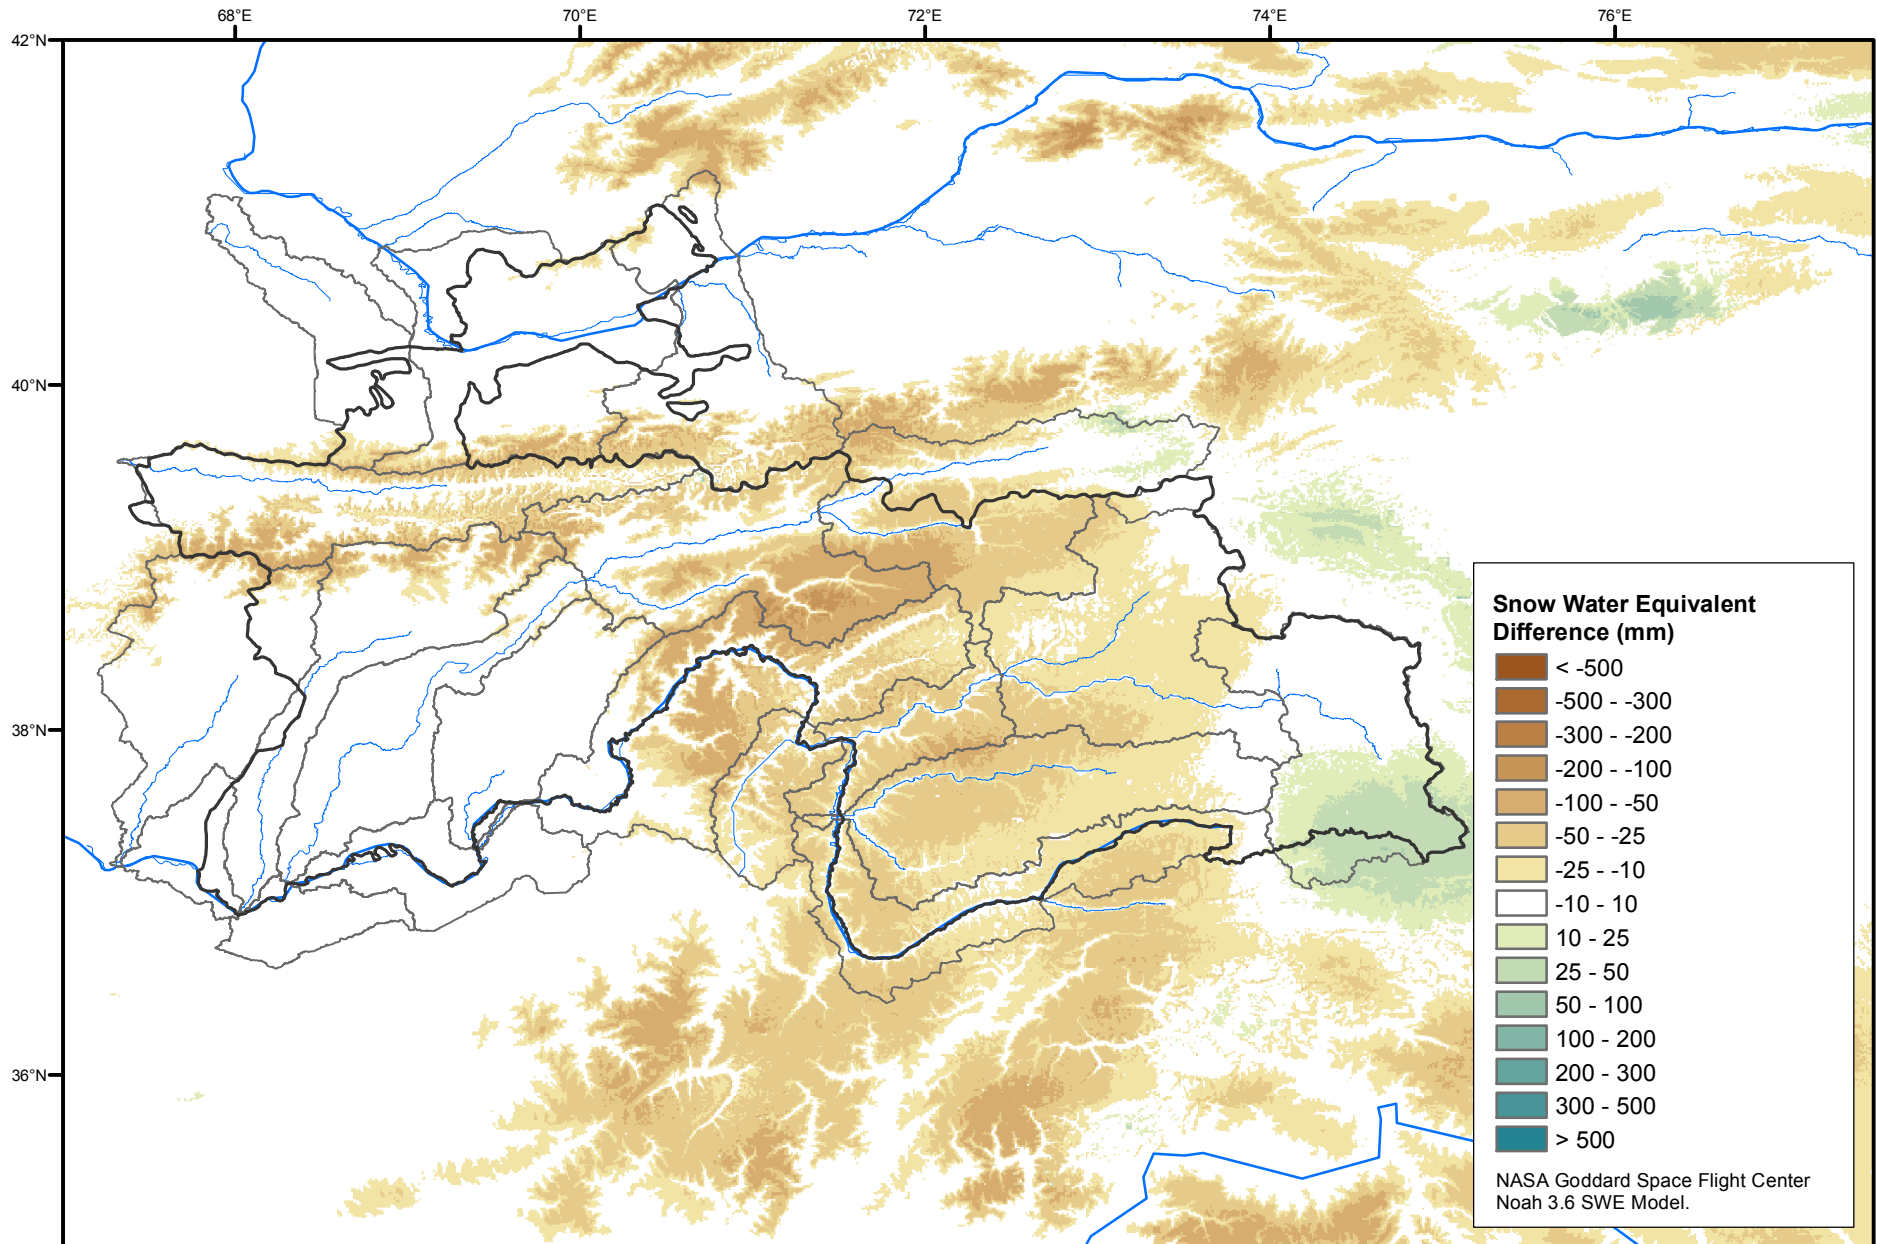 68°E 70°E 72°E 74°E 76°E
42°N
40°N
38°N
36°N
Snow Water Equivalent
Difference (mm)
< -500
-500 - -300
-300 - -200
-200 - -100
-100 - -50
-50 - -25
-25 - -10
-10 - 10
10 - 25
25 - 50
50 - 100
100 - 200
200 - 300
300 - 500
> 500
NASA Goddard Space Flight Center
Noah 3.6 SWE Model.